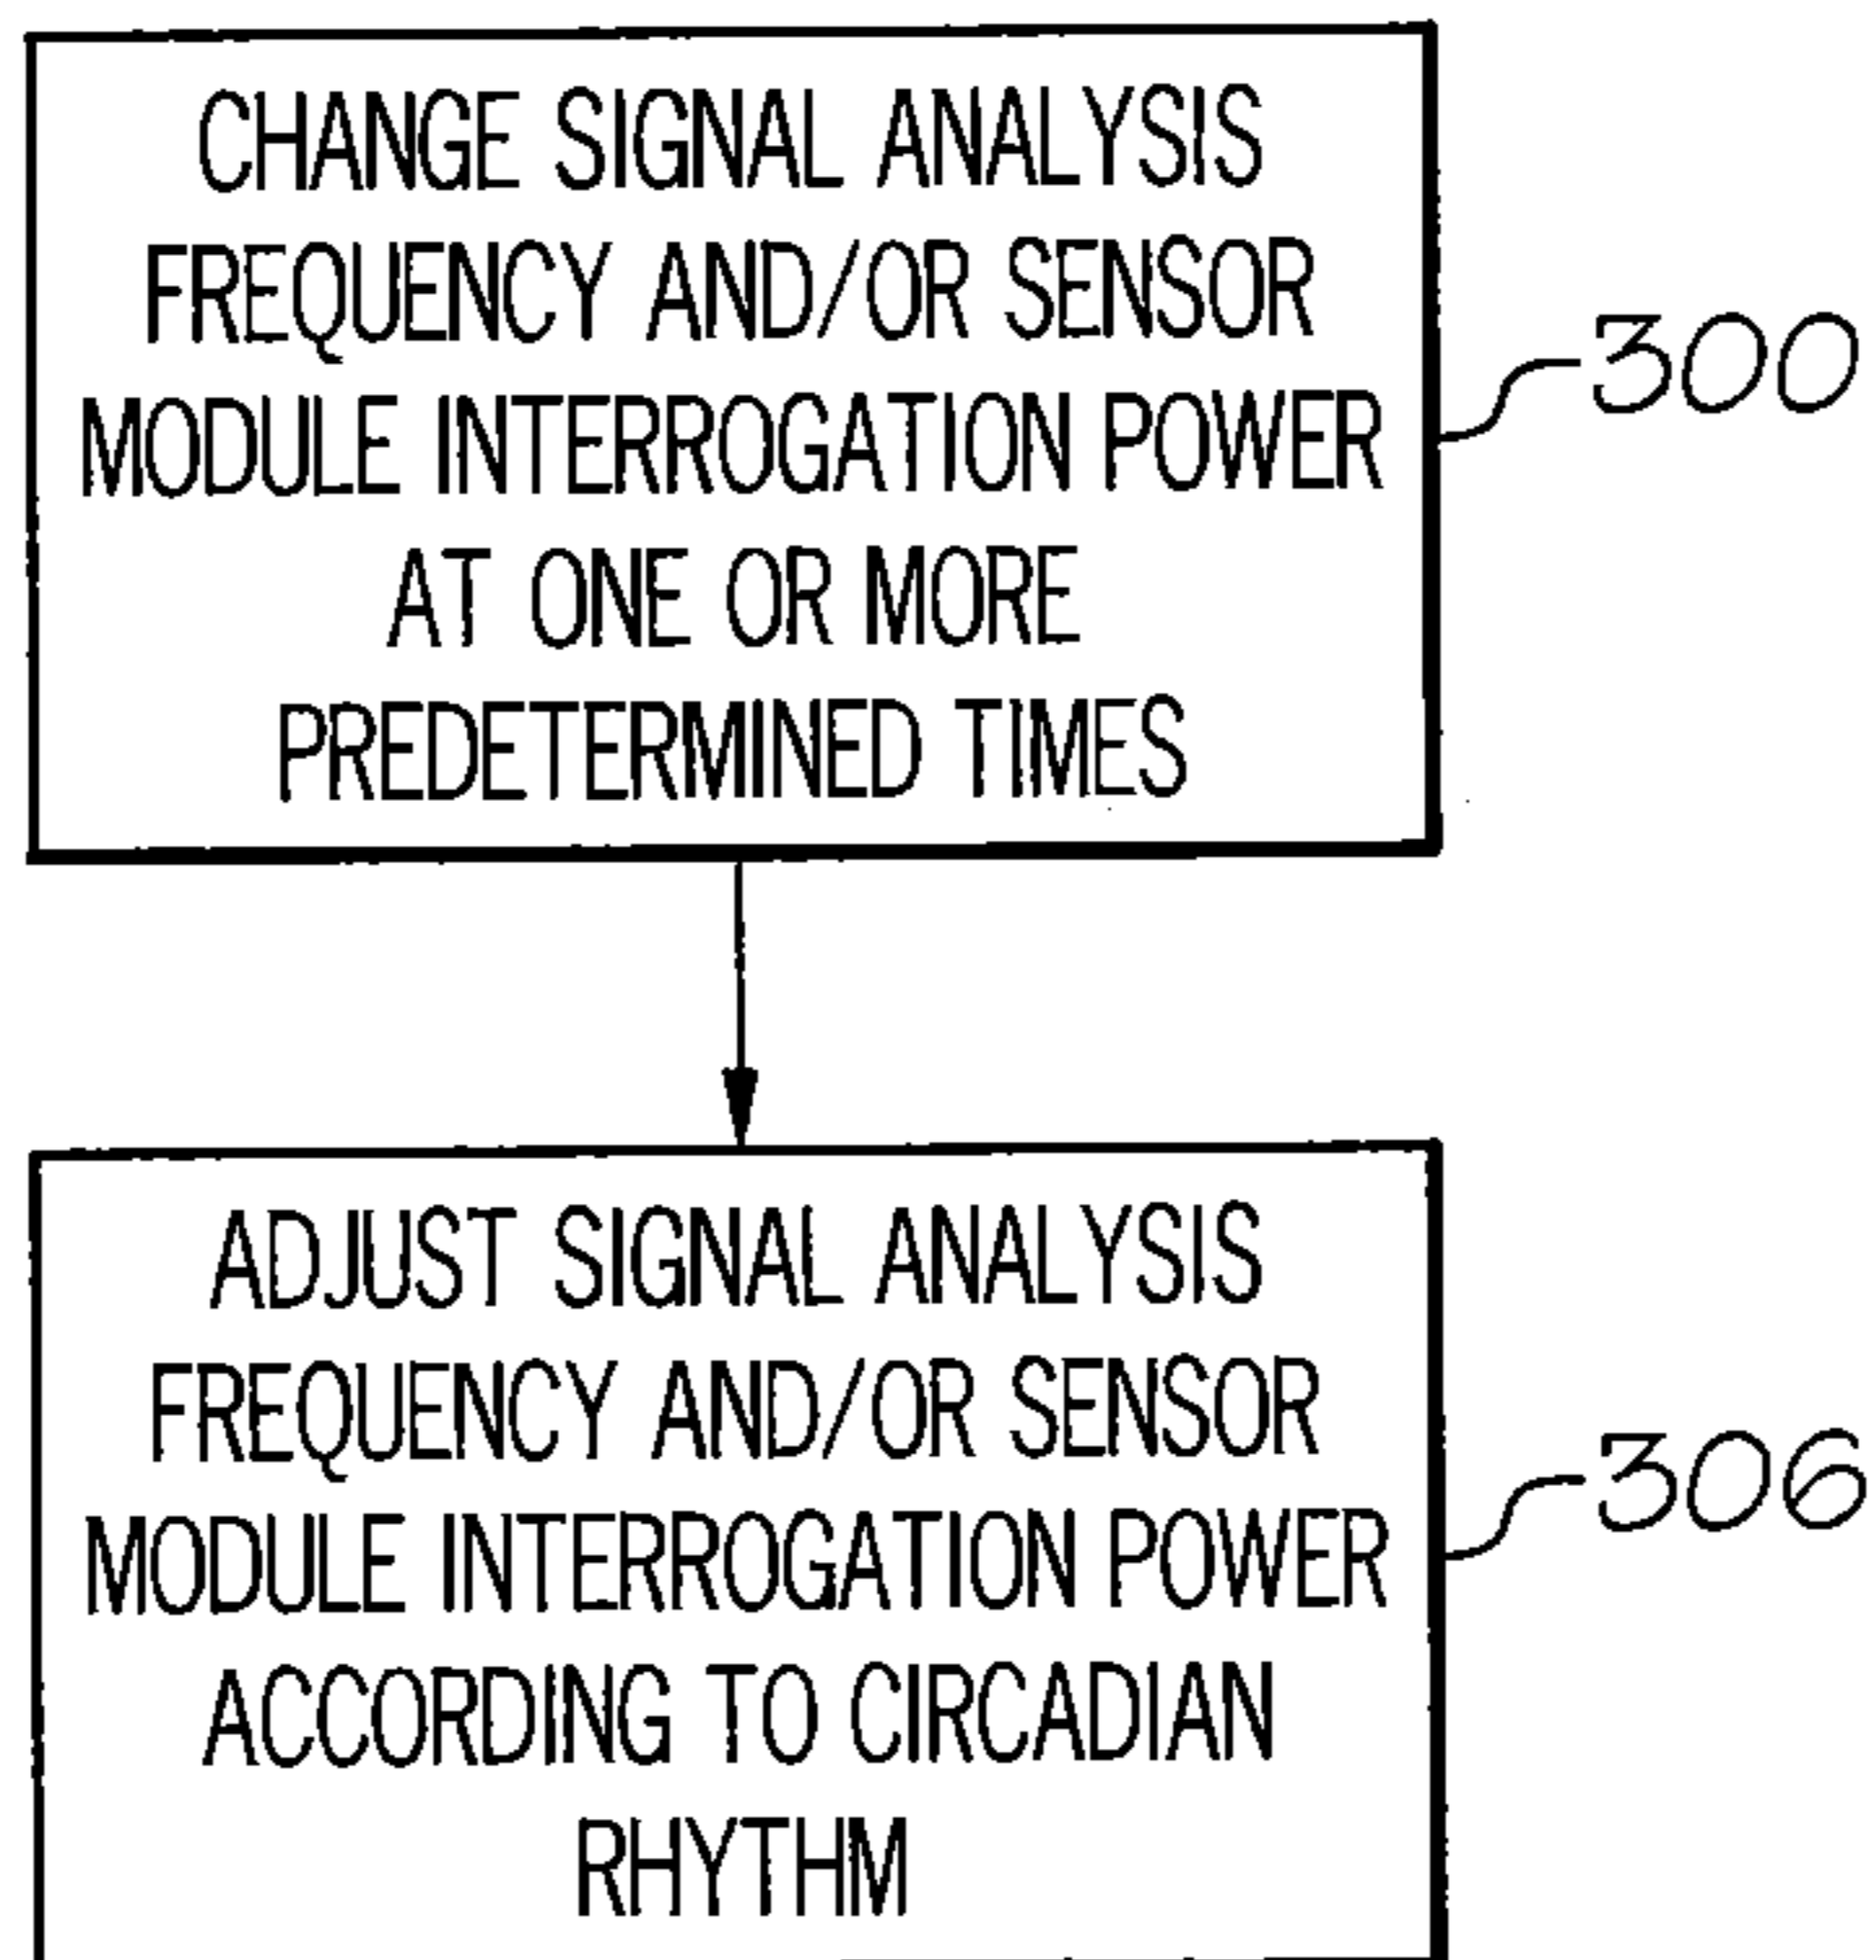 CHANGE SIGNAL ANALYSIS
FREQUENCY AND/OR SENSOR
MODULE INTERROGATION POWER
AT ONE OR MORE
PREDETERMINED TIMES
300
ADJUST SIGNAL ANALYSIS
FREQUENCY AND/OR SENSOR
MODULE INTERROGATION POWER
ACCORDING TO CIRCADIAN
RHYTHM
306